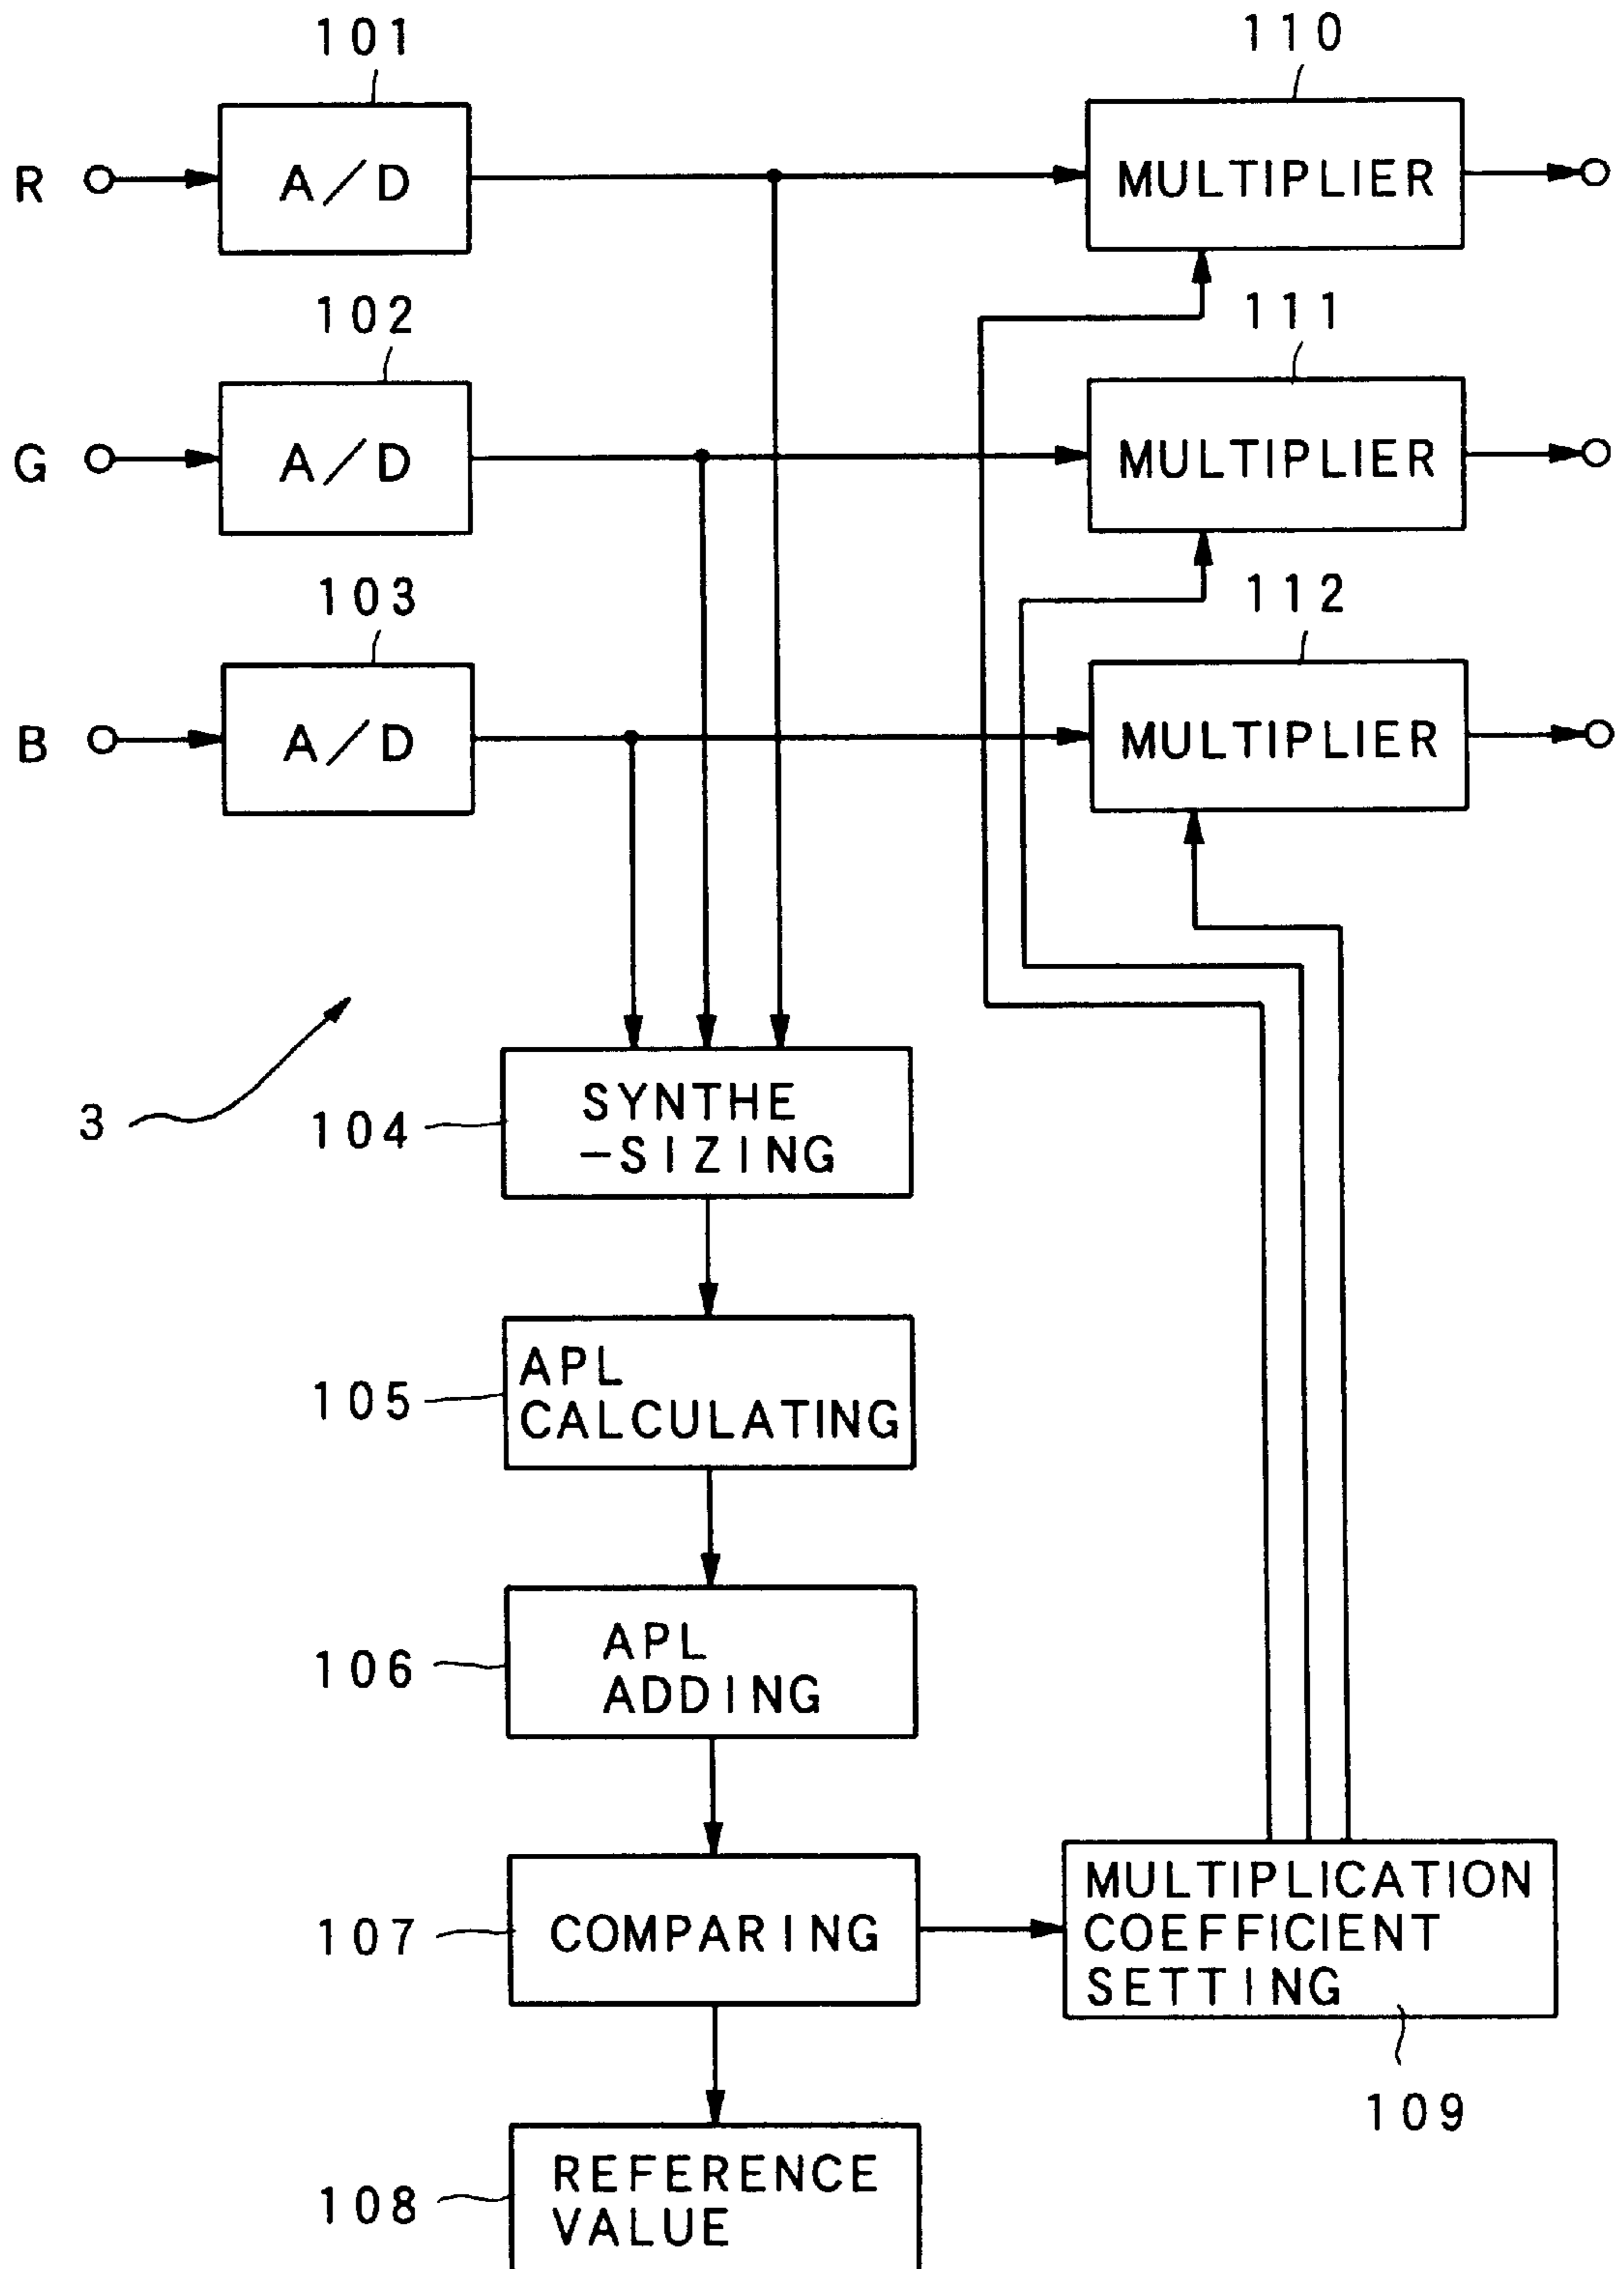 101
110
R
A/D
MULTIPLIER
102
111
G
A/D
MULTIPLIER
103
112
B
A/D
MULTIPLIER
3
104
SYNTHE
-SIZING
105
APL
CALCULATING
106
APL
ADDING
107
COMPARING
MULTIPLICATION
COEFFICIENT
SETTING
109
108
REFERENCE
VALUE